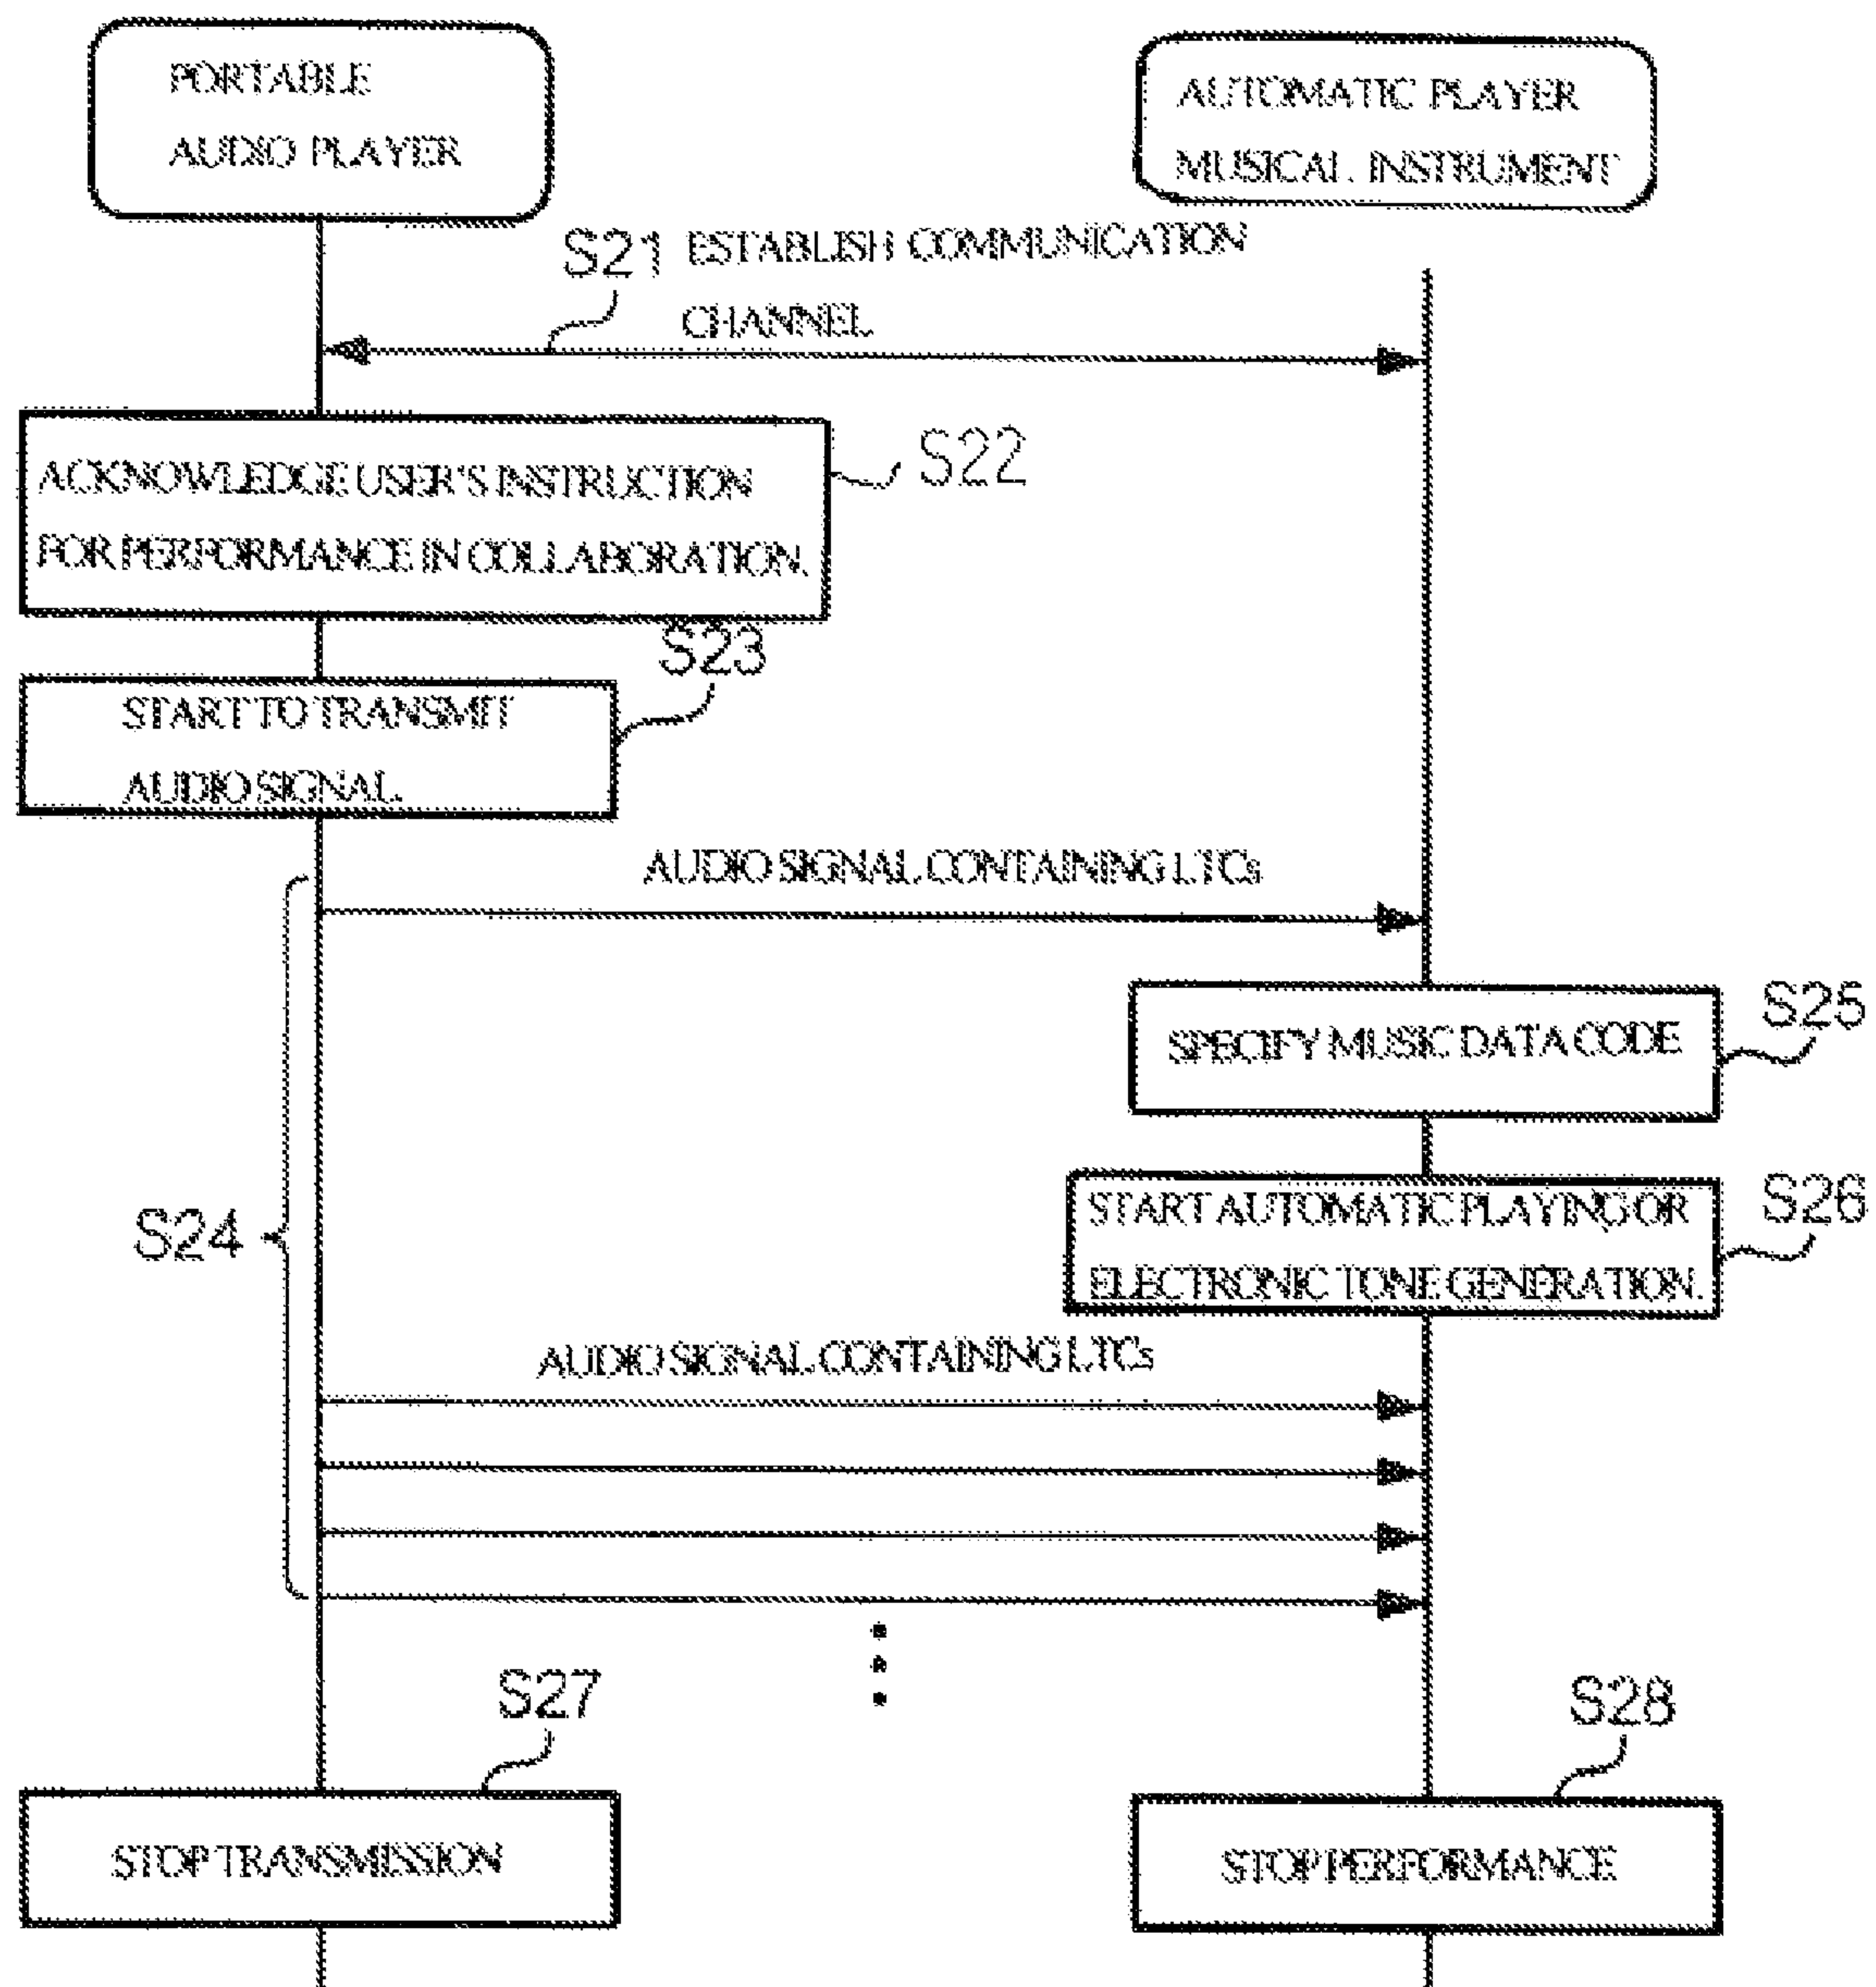 PORTABLE
AUDIO PLAYER
AUTOMATIC PLAYER
MUSICAL INSTRUMENT
S21 ESTABLISH COMMUNICATION
CHANNEL
ACKNOWLEDGE USER'S INSTRUCTION
FOR PERFORMANCE IN COLLABORATION.
S22
S23
START TO TRANSMIT
AUDIO SIGNAL.
AUDIO SIGNAL CONTAINING LTCs
SPECIFY MUSIC DATA CODE
S25
S24
START AUTOMATIC PLAYING OR
ELECTRONIC TONE GENERATION.
S26
AUDIO SIGNAL CONTAINING LTCs
S27
S28
STOP TRANSMISSION
STOP PERFORMANCE